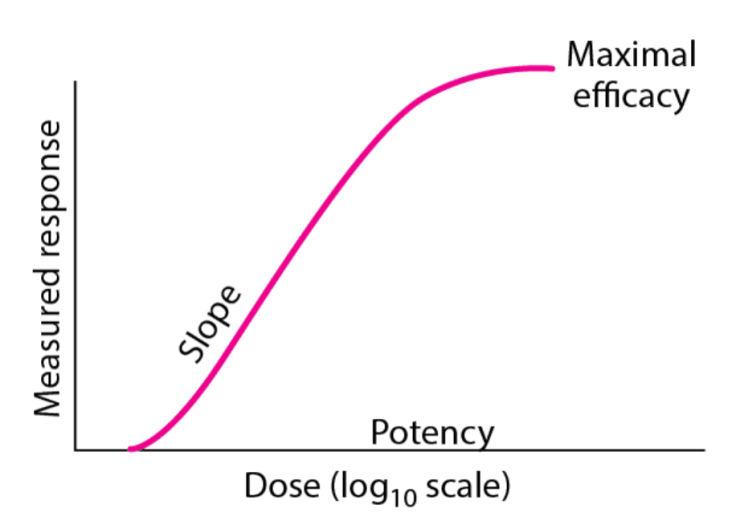 Maximal
efficacy
Measured response
Slope
Potency
Dose (log₁₀ scale)